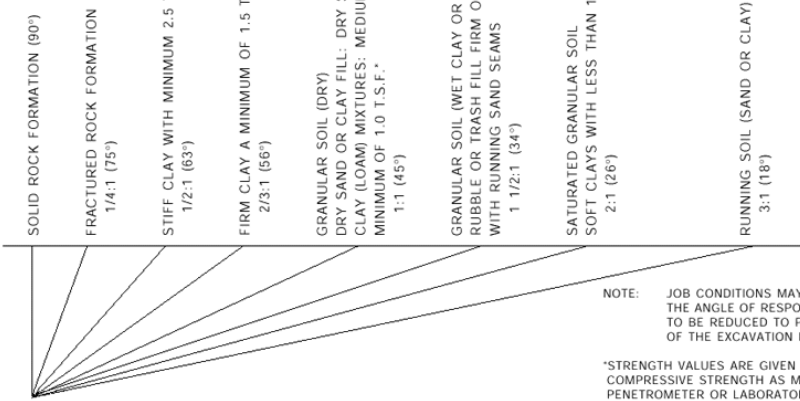 SOLID ROCK FORMATION (90°)
FRACTURED ROCK FORMATION
1/4:1 (75°)
STIFF CLAY WITH MINIMUM 2.5
1/2:1 (63°)
FIRM CLAY A MINIMUM OF 1.5 T
2/3:1 (56°)
GRANULAR SOIL (DRY)
DRY SAND OR CLAY FILL: DRY
CLAY (LOAM) MIXTURES: MEDIU
MINIMUM OF 1.0 T.S.F.*
1:1 (45°)
GRANULAR SOIL (WET CLAY OR
RUBBLE OR TRASH FILL FIRM O
WITH RUNNING SAND SEAMS
1 1/2:1 (34°)
SATURATED GRANULAR SOIL
SOFT CLAYS WITH LESS THAN 1
2:1 (26°)
RUNNING SOIL (SAND OR CLAY)
3:1 (18°)
NOTE: JOB CONDITIONS MAY
THE ANGLE OF RESPO
TO BE REDUCED TO F
OF THE EXCAVATION
*STRENGTH VALUES ARE GIVEN
COMPRESSIVE STRENGTH AS M
PENETROMETER OR LABORATO